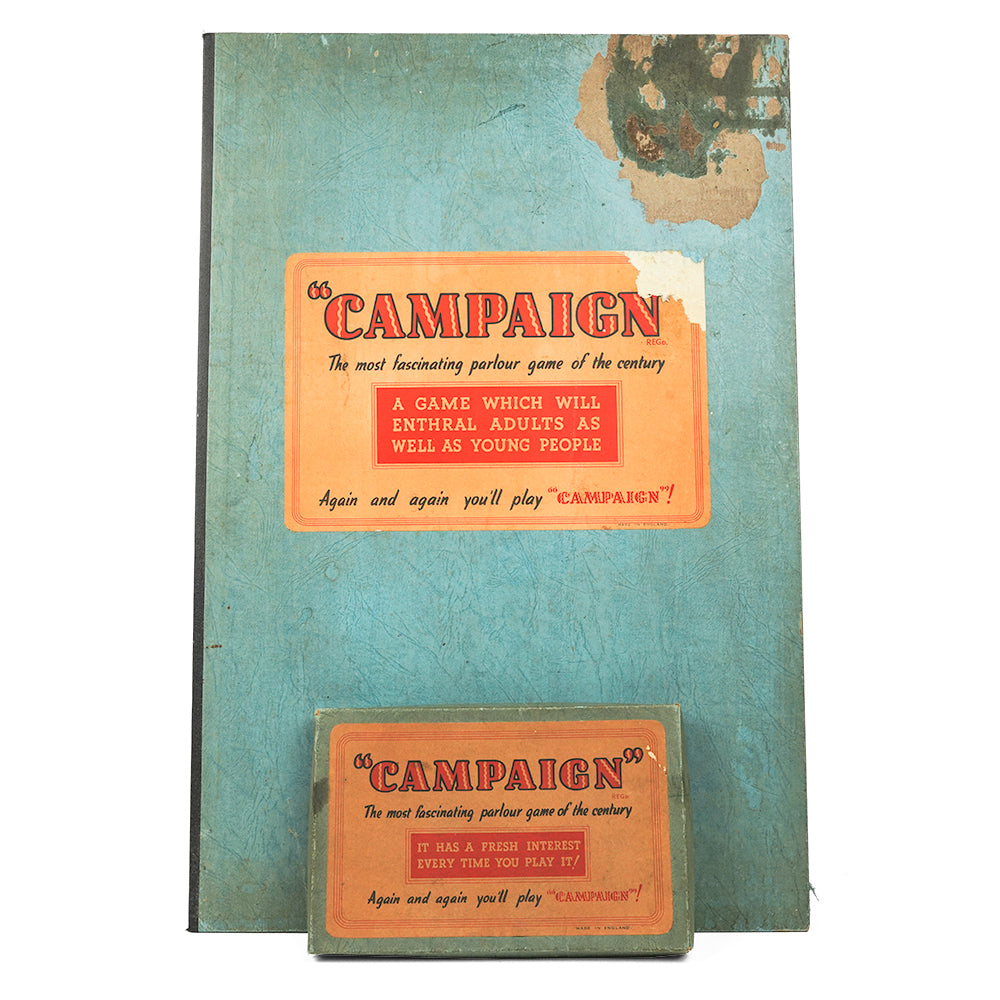 “CAMPAIGN
REGD.
The most fascinating parlour game of the century
A GAME WHICH WILL
ENTHRAL ADULTS AS
WELL AS YOUNG PEOPLE
Again and again you'll play “CAMPAIGN”!
MADE IN ENGLAND
“CAMPAIGN”
REGD.
The most fascinating parlour game of the century
IT HAS A FRESH INTEREST
EVERY TIME YOU PLAY IT!
Again and again you'll play “CAMPAIGN”!
MADE IN ENGLAND